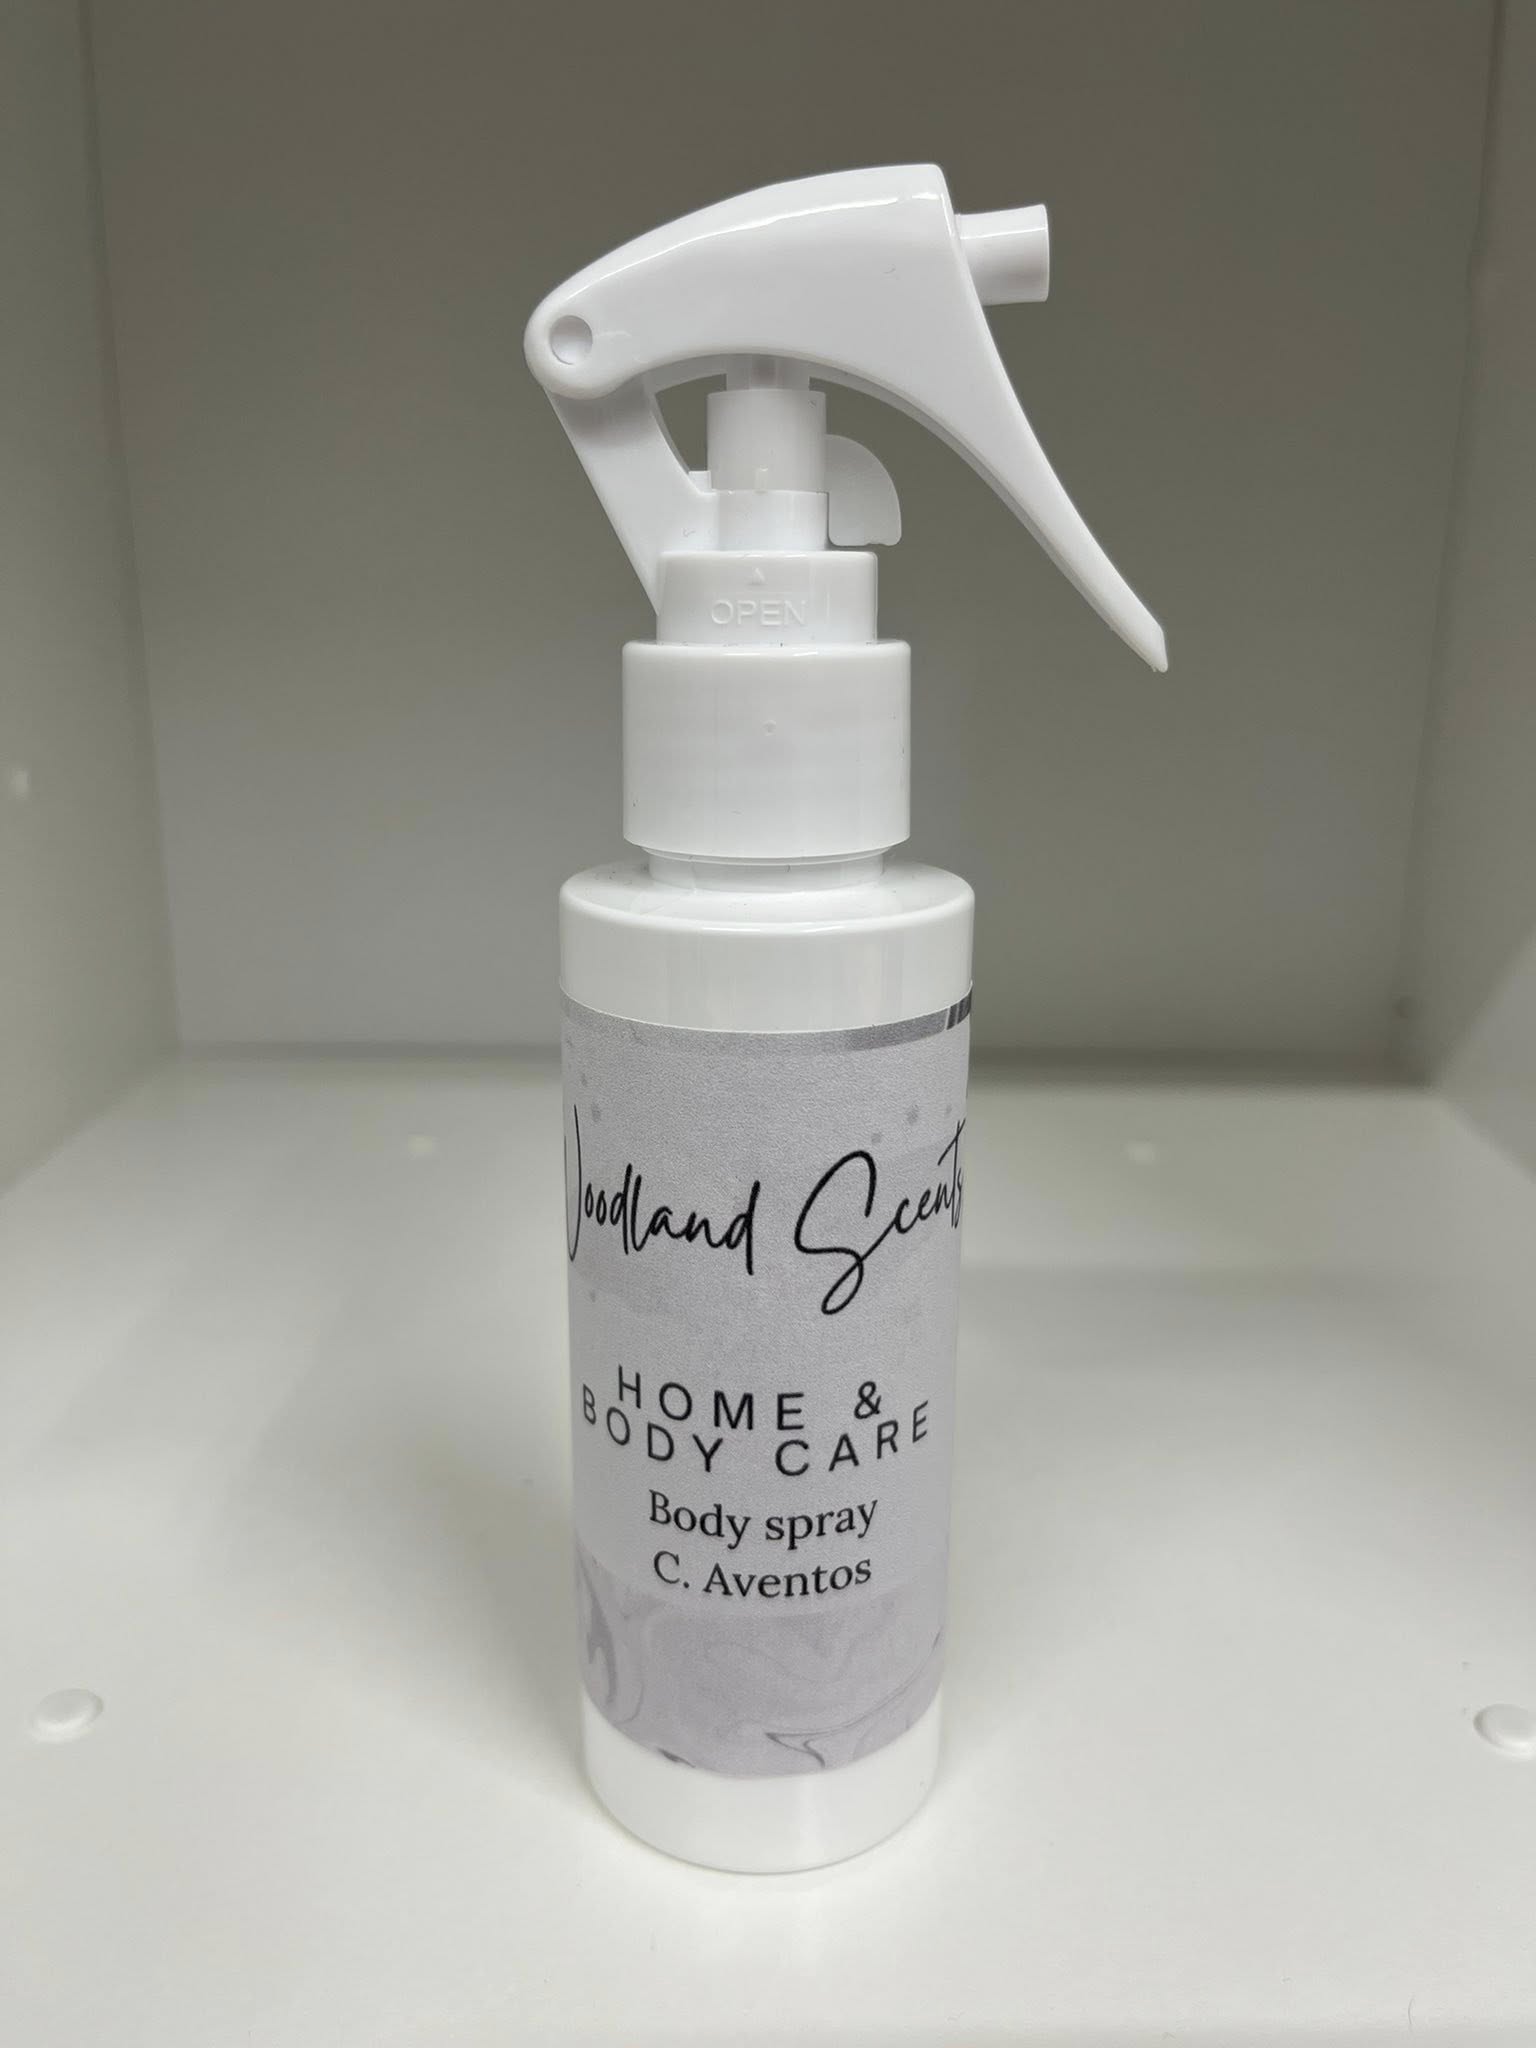 OPEN
Woodland Scents
HOME &
BODY CARE
Body spray
C. Aventos